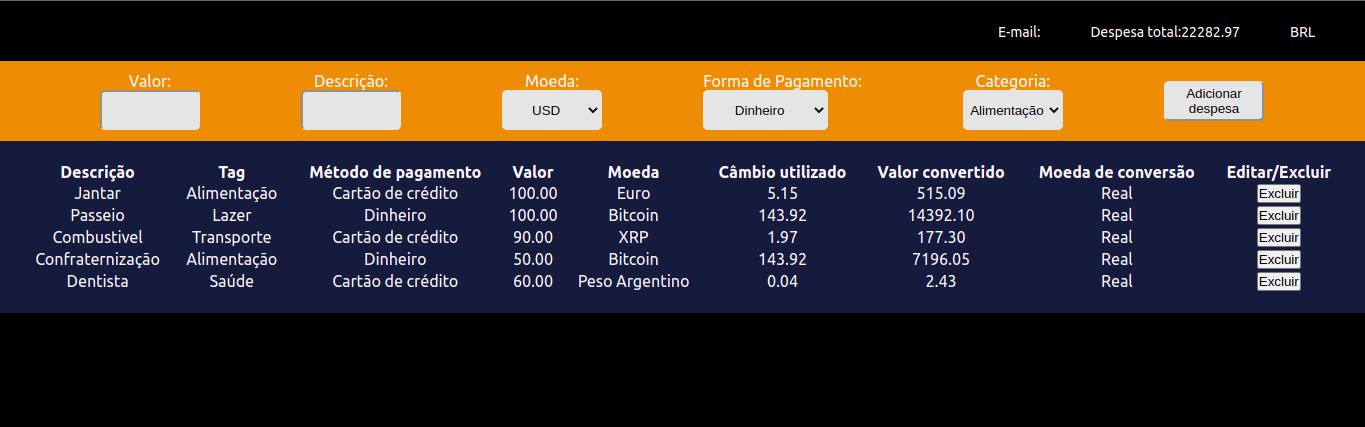 E-mail: Despesa total:22282.97 BRL
Valor: Descrição: Moeda: Forma de Pagamento: Categoria:
USD Dinheiro Alimentação Adicionar
despesa
Descrição Tag Método de pagamento Valor Moeda Câmbio utilizado Valor convertido Moeda de conversão Editar/Excluir
Jantar Alimentação Cartão de crédito 100.00 Euro 5.15 515.09 Real Excluir
Passeio Lazer Dinheiro 100.00 Bitcoin 143.92 14392.10 Real Excluir
Combustivel Transporte Cartão de crédito 90.00 XRP 1.97 177.30 Real Excluir
Confraternização Alimentação Dinheiro 50.00 Bitcoin 143.92 7196.05 Real Excluir
Dentista Saúde Cartão de crédito 60.00 Peso Argentino 0.04 2.43 Real Excluir